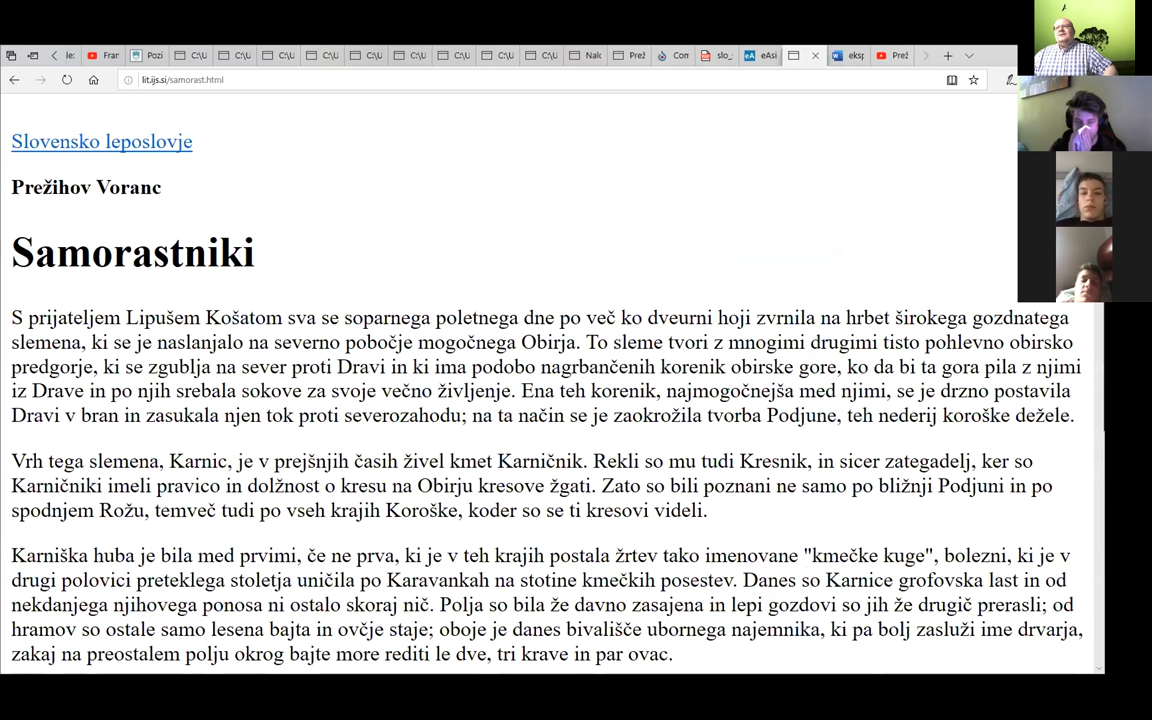 le: Fran Pozi C:\U C:\U C:\U C:\U C:\U C:\U C:\U C:\U C:\U Nalo Prež Com slo_ eAsi eksp Prež
lit.ijs.si/samorast.html
Slovensko leposlovje
Prežihov Voranc
Samorastniki
S prijateljem Lipušem Košatom sva se soparnega poletnega dne po več ko dveurni hoji zvrnila na hrbet širokega gozdnatega
slemena, ki se je naslanjalo na severno pobočje mogočnega Obirja. To sleme tvori z mnogimi drugimi tisto pohlevno obirsko
predgorje, ki se zgublja na sever proti Dravi in ki ima podobo nagrbančenih korenik obirske gore, ko da bi ta gora pila z njimi
iz Drave in po njih srebala sokove za svoje večno življenje. Ena teh korenik, najmogočnejša med njimi, se je drzno postavila
Dravi v bran in zasukala njen tok proti severozahodu; na ta način se je zaokrožila tvorba Podjune, teh nederij koroške dežele.
Vrh tega slemena, Karnic, je v prejšnjih časih živel kmet Karničnik. Rekli so mu tudi Kresnik, in sicer zategadelj, ker so
Karničniki imeli pravico in dolžnost o kresu na Obirju kresove žgati. Zato so bili poznani ne samo po bližnji Podjuni in po
spodnjem Rožu, temveč tudi po vseh krajih Koroške, koder so se ti kresovi videli.
Karniška huba je bila med prvimi, če ne prva, ki je v teh krajih postala žrtev tako imenovane "kmečke kuge", bolezni, ki je v
drugi polovici preteklega stoletja uničila po Karavankah na stotine kmečkih posestev. Danes so Karnice grofovska last in od
nekdanjega njihovega ponosa ni ostalo skoraj nič. Polja so bila že davno zasajena in lepi gozdovi so jih že drugič prerasli; od
hramov so ostale samo lesena bajta in ovčje staje; oboje je danes bivališče ubornega najemnika, ki pa bolj zasluži ime drvarja,
zakaj na preostalem polju okrog bajte more rediti le dve, tri krave in par ovac.